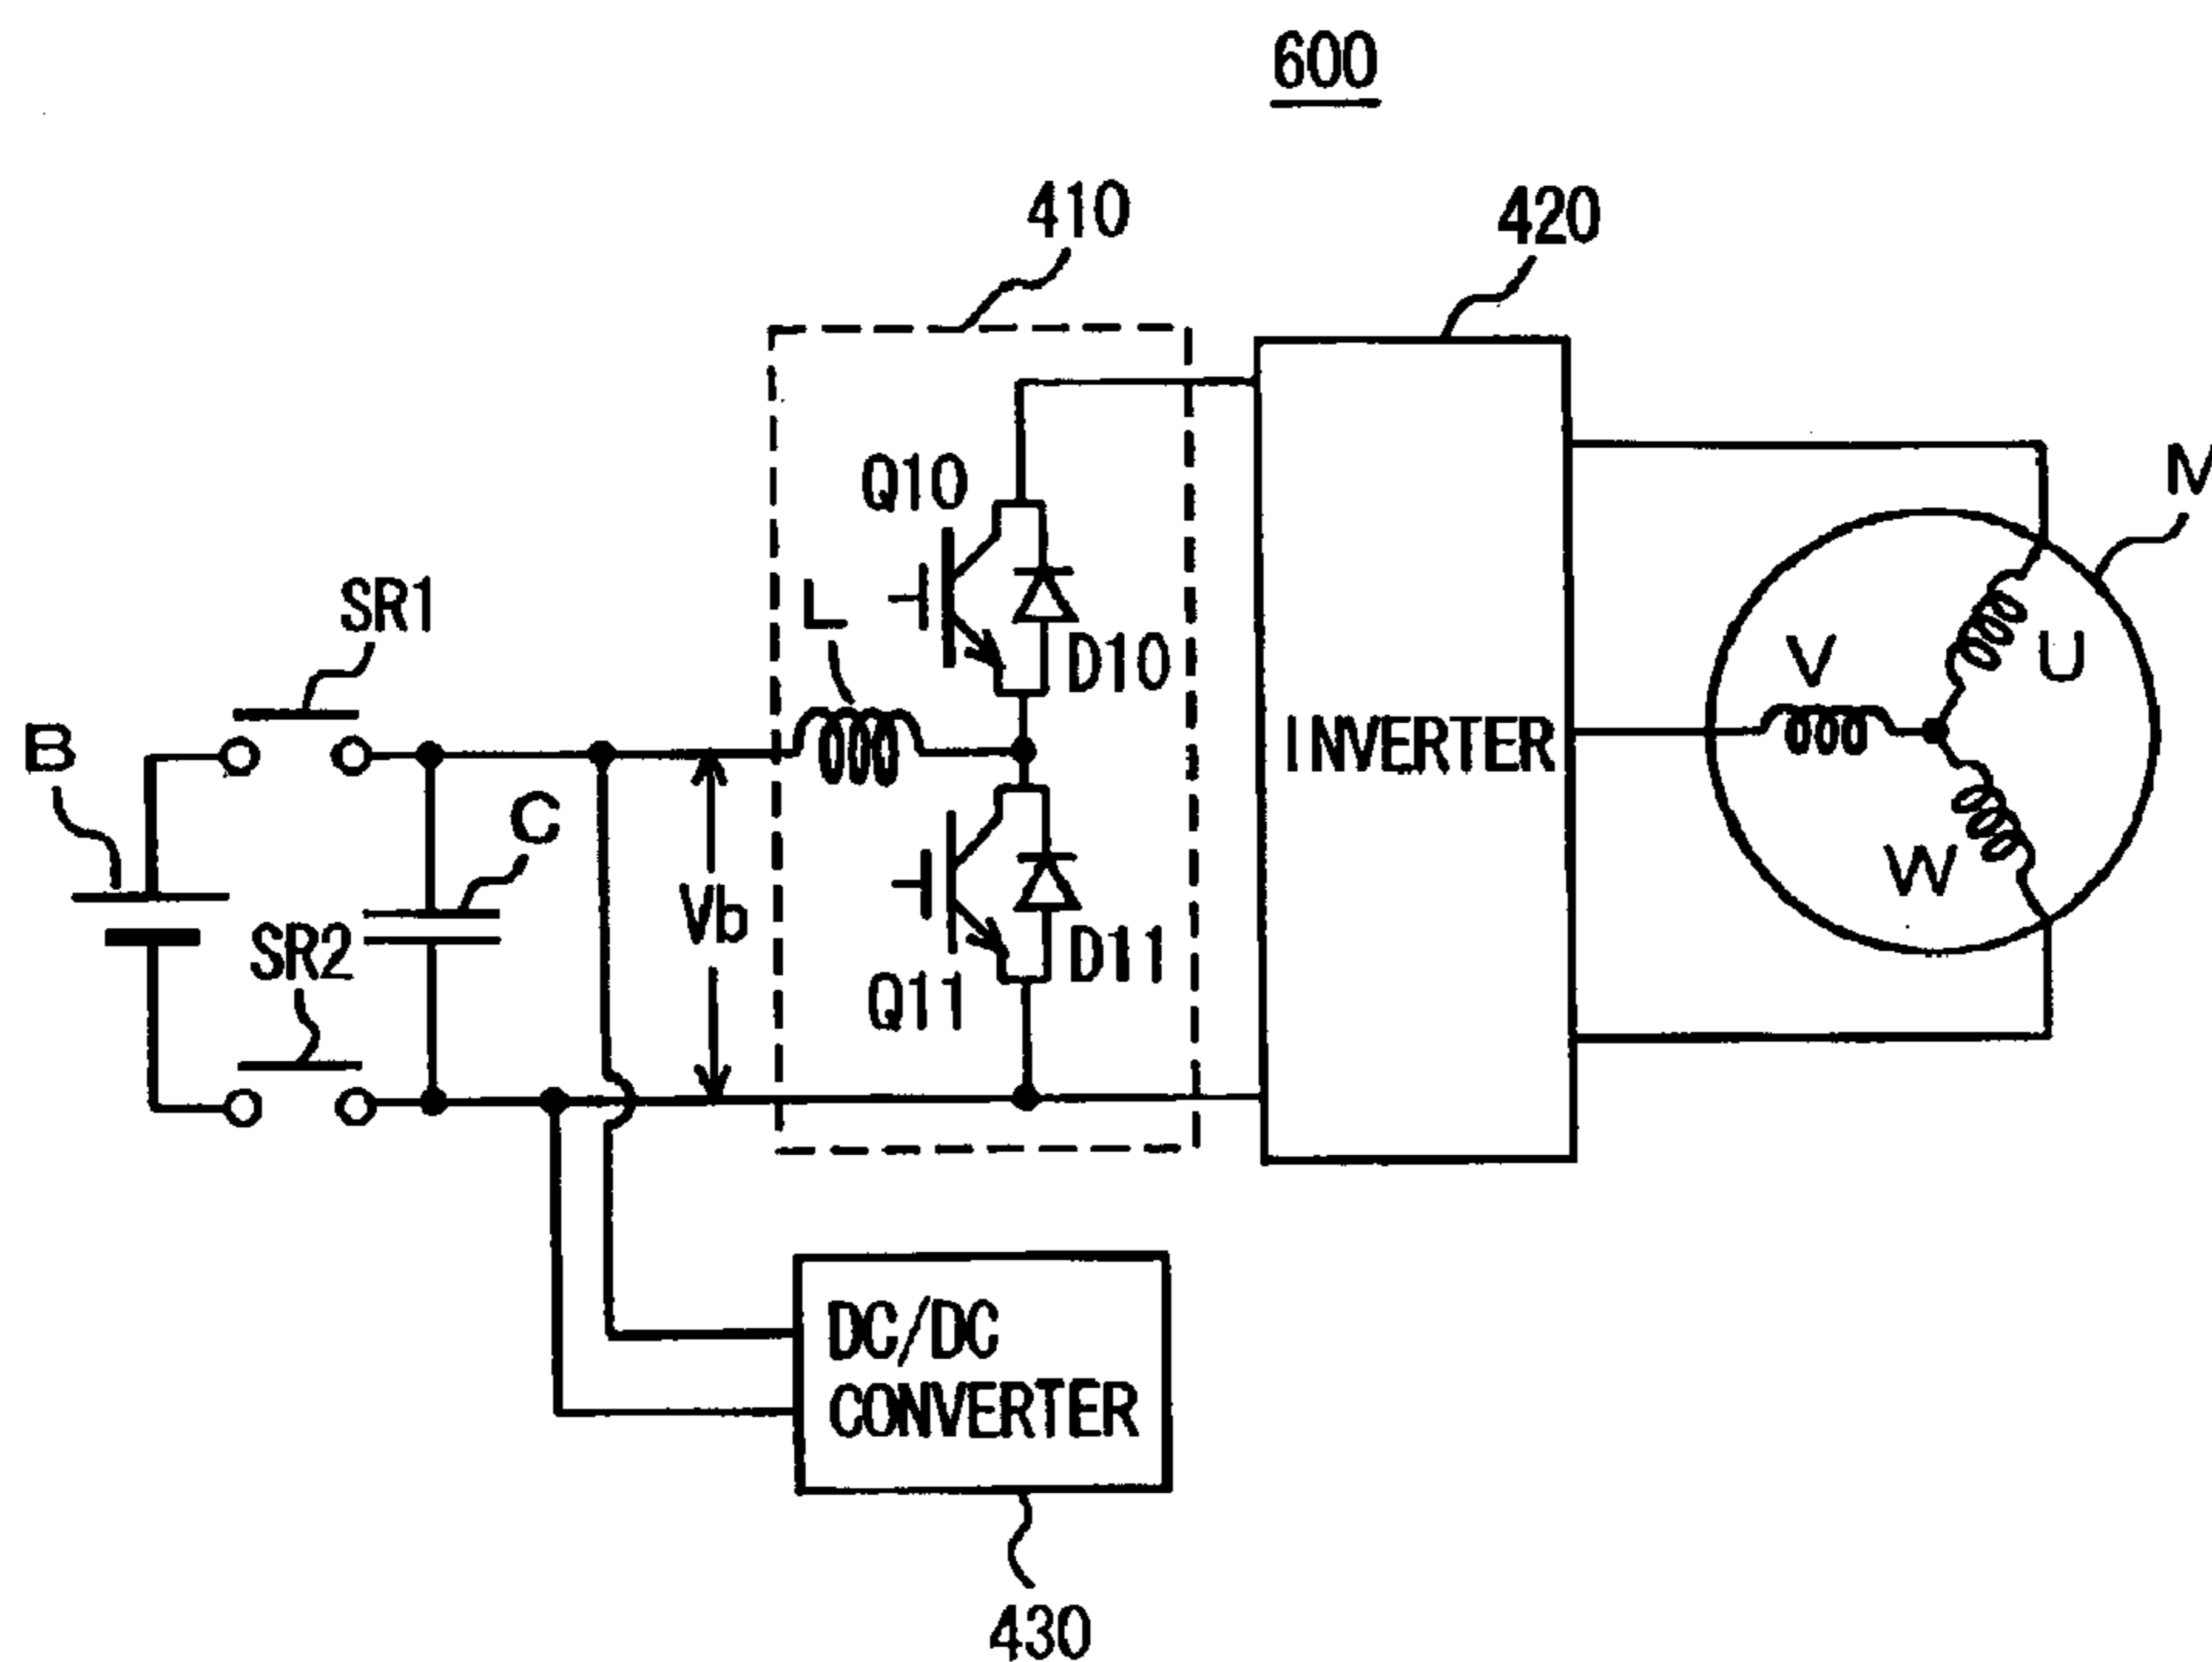 600
410
420
Q10
M
SR1
L
D10
U
V
B
INVERTER
C
W
Vb
SR2
D11
Q11
DC/DC
CONVERTER
430